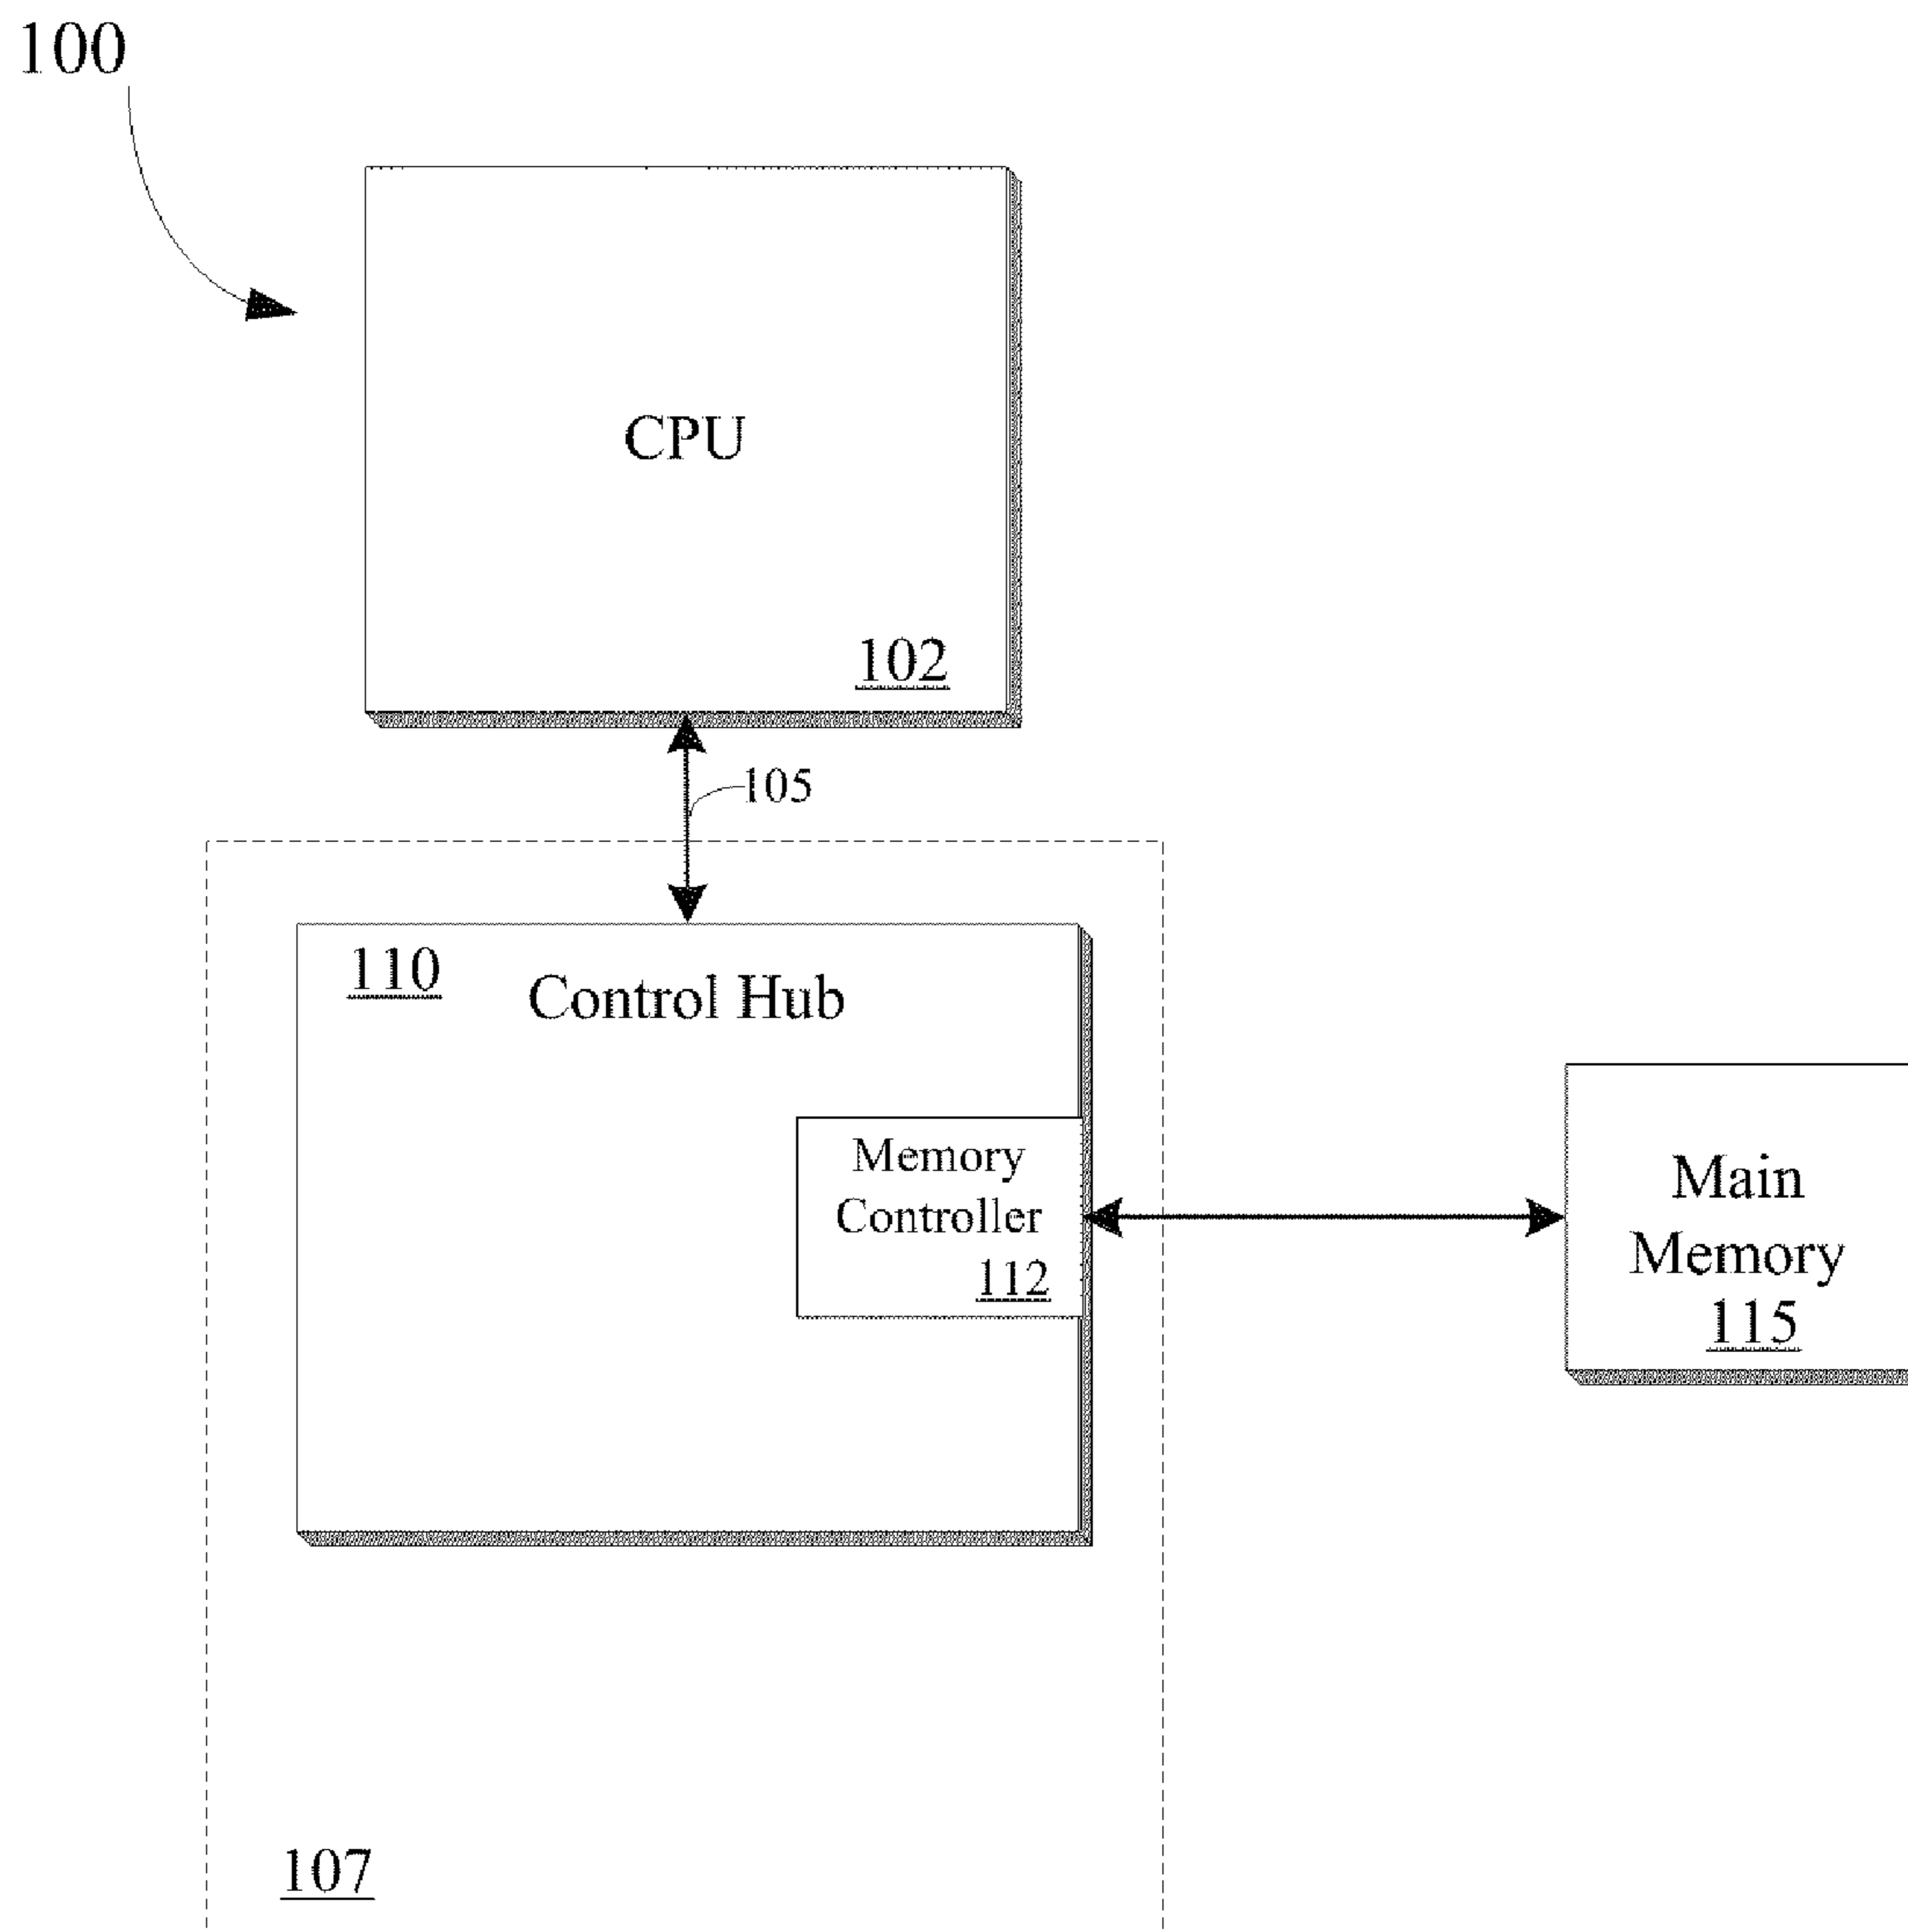 100
CPU
102
105
110
Control Hub
Memory
Controller
112
Main
Memory
115
107